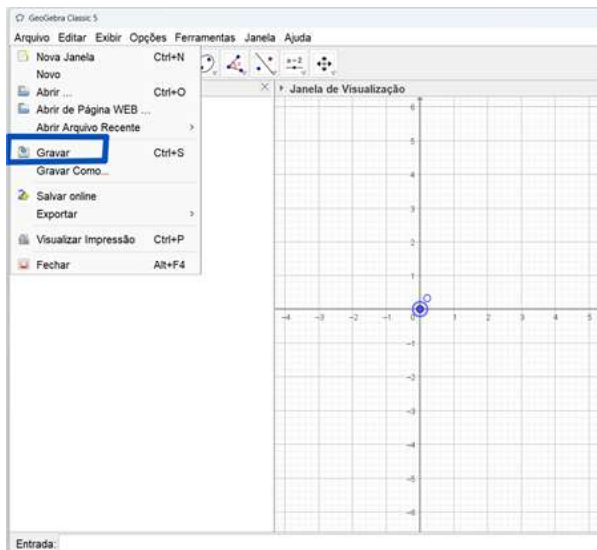 GeoGebra Classic 5
Arquivo Editar Exibir Opções Ferramentas Janela Ajuda
Nova Janela Ctrl+N
Novo
Abrir ... Ctrl+O
Abrir de Página WEB ...
Abrir Arquivo Recente >
Gravar Ctrl+S
Gravar Como...
Salvar online
Exportar >
Visualizar Impressão Ctrl+P
Fechar Alt+F4
a=2
Janela de Visualização
6
5
4
3
2
1
O
-4 -3 -2 -1 0 1 2 3 4 5
-1
-2
-3
-4
-5
-6
Entrada: